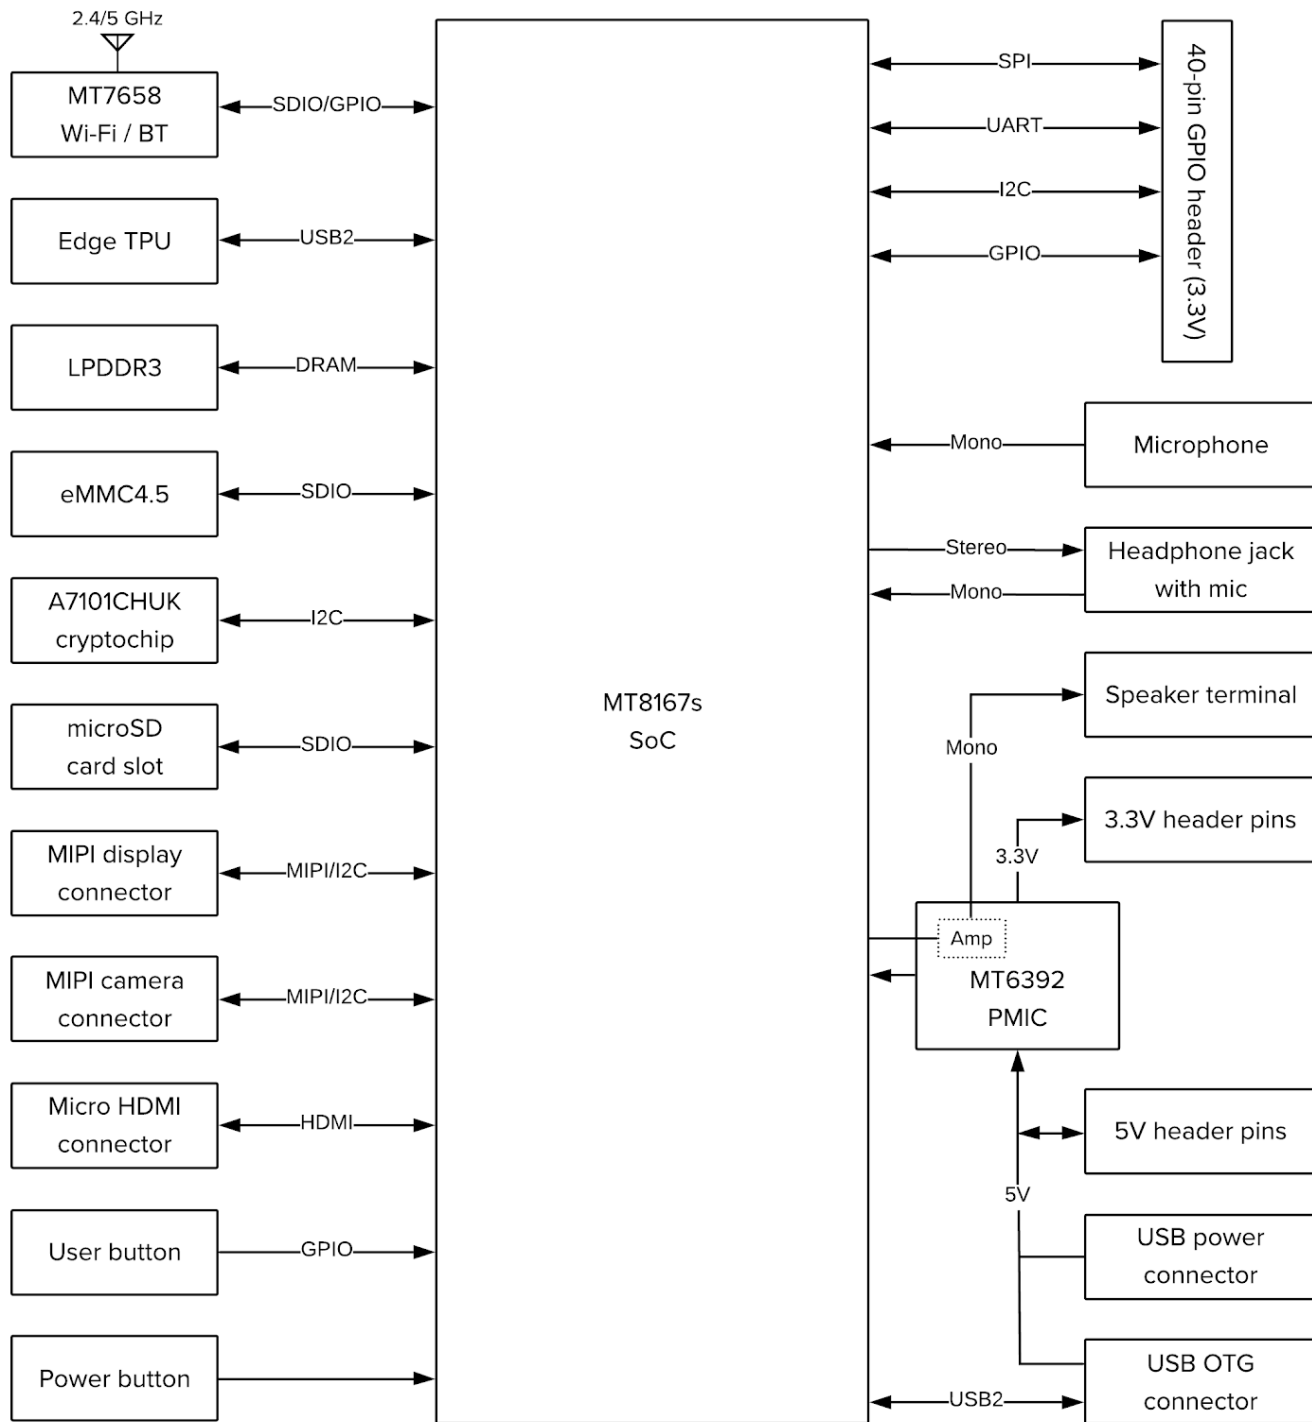 2.4/5 GHz
MT7658
Wi-Fi / BT
SDIO/GPIO
Edge TPU
USB2
LPDDR3
DRAM
eMMC4.5
SDIO
A7101CHUK
cryptochip
I2C
microSD
card slot
SDIO
MIPI display
connector
MIPI/I2C
MIPI camera
connector
MIPI/I2C
Micro HDMI
connector
HDMI
User button
GPIO
Power button
MT8167s
SoC
SPI
UART
I2C
GPIO
40-pin GPIO header (3.3V)
Mono
Microphone
Stereo
Mono
Headphone jack
with mic
Speaker terminal
Mono
3.3V header pins
3.3V
Amp
MT6392
PMIC
5V header pins
5V
USB power
connector
USB OTG
connector
USB2